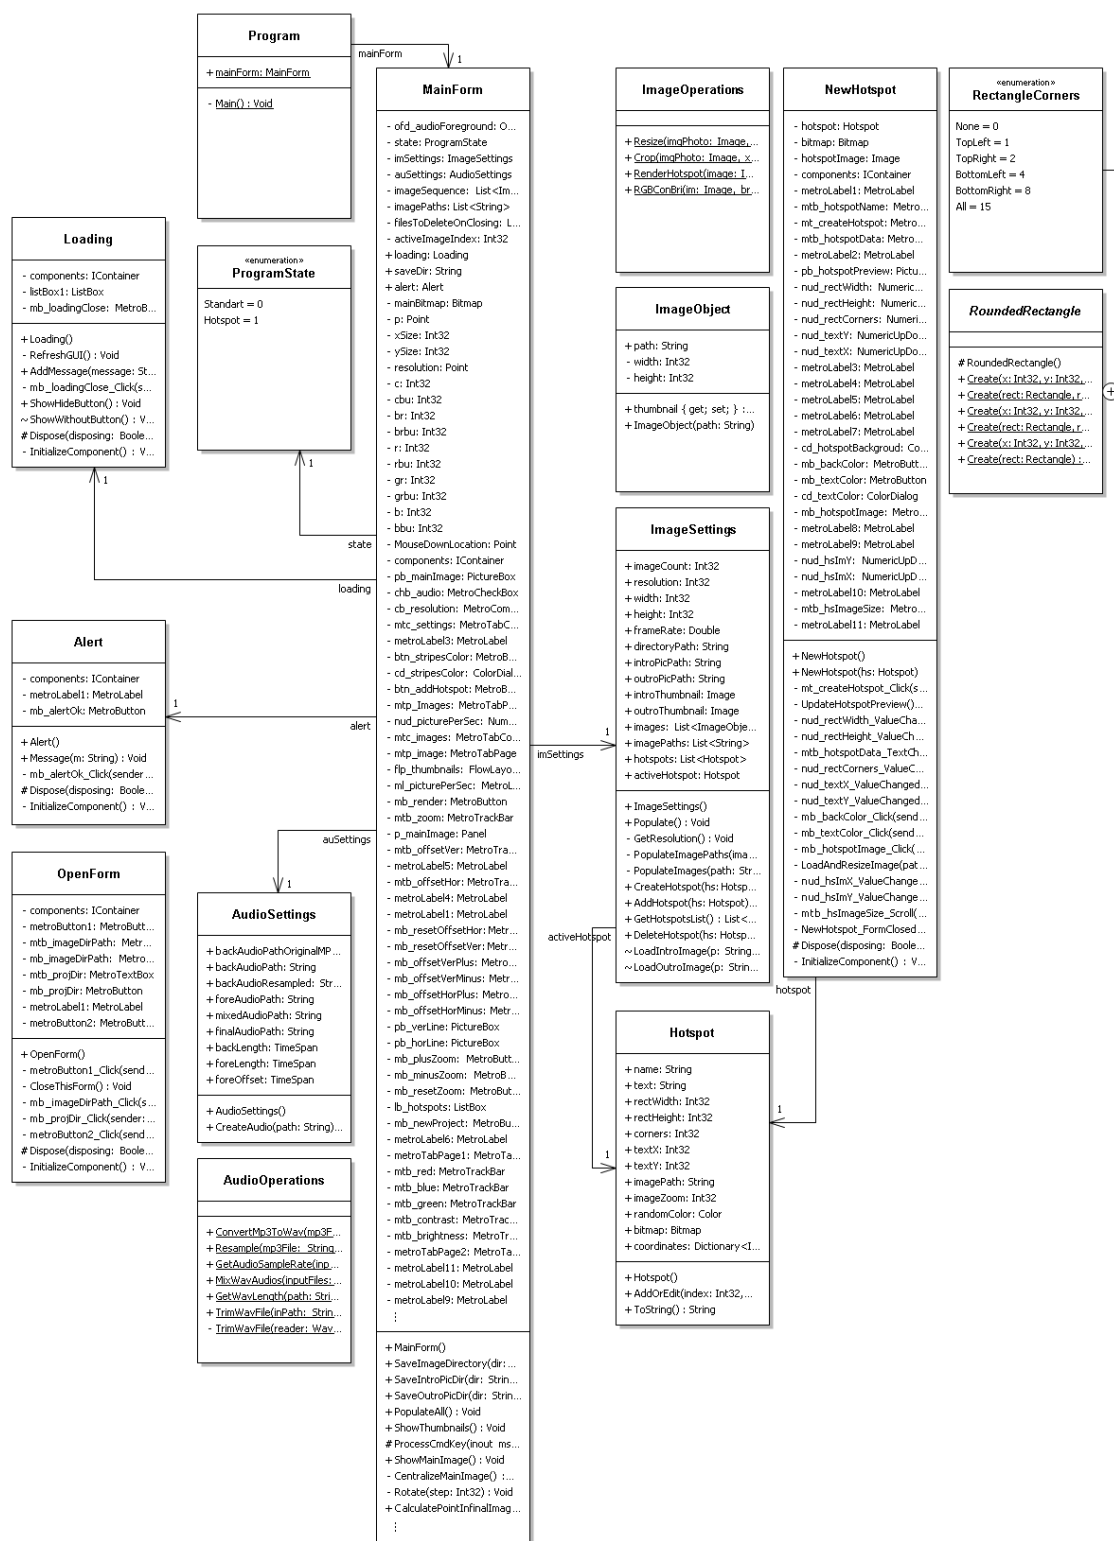 Program
+ mainForm: MainForm
- Main() : Void
mainForm
1
MainForm
- ofd_audioForeground: O...
- state: ProgramState
- imSettings: ImageSettings
- auSettings: AudioSettings
- imageSequence: List<Im...
- imagePaths: List<String>
- filesToDeleteOnClosing: L...
- activeImageIndex: Int32
+ loading: Loading
+ saveDir: String
+ alert: Alert
- mainBitmap: Bitmap
- p: Point
- xSize: Int32
- ySize: Int32
- resolution: Point
- c: Int32
- cbu: Int32
- br: Int32
- brbu: Int32
- r: Int32
- rbu: Int32
- gr: Int32
- grbu: Int32
- b: Int32
- bbu: Int32
- MouseDownLocation: Point
- components: IContainer
- pb_mainImage: PictureBox
- chb_audio: MetroCheckBox
- cb_resolution: MetroCom...
- mtc_settings: MetroTabC...
- metroLabel3: MetroLabel
- btn_stripesColor: MetroB...
- cd_stripesColor: ColorDial...
- btn_addHotspot: MetroB...
- mtp_Images: MetroTabP...
- nud_picturePerSec: Num...
- mtc_images: MetroTabCo...
- mtp_image: MetroTabPage
- flp_thumbnails: FlowLayo...
- ml_picturePerSec: MetroL...
- mb_render: MetroButton
- mtb_zoom: MetroTrackBar
- p_mainImage: Panel
- mtb_offsetVer: MetroTra...
- metroLabel5: MetroLabel
- mtb_offsetHor: MetroTra...
- metroLabel4: MetroLabel
- metroLabel1: MetroLabel
- mb_resetOffsetHor: Metr...
- mb_resetOffsetVer: Metr...
- mb_offsetVerPlus: Metro...
- mb_offsetVerMinus: Metr...
- mb_offsetHorPlus: Metro...
- mb_offsetHorMinus: Metr...
- pb_verLine: PictureBox
- pb_horLine: PictureBox
- mb_plusZoom: MetroButt...
- mb_minusZoom: MetroB...
- mb_resetZoom: MetroBut...
- lb_hotspots: ListBox
- mb_newProject: MetroBu...
- metroLabel6: MetroLabel
- metroTabPage1: MetroTa...
- mtb_red: MetroTrackBar
- mtb_blue: MetroTrackBar
- mtb_green: MetroTrackBar
- mtb_contrast: MetroTrac...
- mtb_brightness: MetroTr...
- metroTabPage2: MetroTa...
- metroLabel11: MetroLabel
- metroLabel10: MetroLabel
- metroLabel9: MetroLabel
⋮
+ MainForm()
+ SaveImageDirectory(dir: ...
+ SaveIntroPicDir(dir: Strin...
+ SaveOutroPicDir(dir: Strin...
+ PopulateAll() : Void
+ ShowThumbnails() : Void
# ProcessCmdKey(inout ms...
+ ShowMainImage() : Void
- CentralizeMainImage() :...
- Rotate(step: Int32) : Void
+ CalculatePointInfinalImag...
⋮
Loading
- components: IContainer
- listBox1: ListBox
- mb_loadingClose: MetroB...
+ Loading()
- RefreshGUI() : Void
+ AddMessage(message: St...
- mb_loadingClose_Click(s...
+ ShowHideButton() : Void
~ ShowWithoutButton() : V...
# Dispose(disposing: Boole...
- InitializeComponent() : V...
1
loading
«enumeration»
ProgramState
Standart = 0
Hotspot = 1
1
state
Alert
- components: IContainer
- metroLabel1: MetroLabel
- mb_alertOk: MetroButton
+ Alert()
+ Message(m: String) : Void
- mb_alertOk_Click(sender...
# Dispose(disposing: Boole...
- InitializeComponent() : V...
1
alert
OpenForm
- components: IContainer
- metroButton1: MetroButt...
- mtb_imageDirPath: Metr...
- mb_imageDirPath: Metro...
- mtb_projDir: MetroTextBox
- mb_projDir: MetroButton
- metroLabel1: MetroLabel
- metroButton2: MetroButt...
+ OpenForm()
- metroButton1_Click(send...
- CloseThisForm() : Void
- mb_imageDirPath_Click(s...
- mb_projDir_Click(sender:...
- metroButton2_Click(send...
# Dispose(disposing: Boole...
- InitializeComponent() : V...
auSettings
1
AudioSettings
+ backAudioPathOriginalMP...
+ backAudioPath: String
+ backAudioResampled: Str...
+ foreAudioPath: String
+ mixedAudioPath: String
+ finalAudioPath: String
+ backLength: TimeSpan
+ foreLength: TimeSpan
+ foreOffset: TimeSpan
+ AudioSettings()
+ CreateAudio(path: String)...
AudioOperations
+ ConvertMp3ToWav(mp3F...
+ Resample(mp3File: String...
+ GetAudioSampleRate(inp...
+ MixWavAudios(inputFiles:...
+ GetWavLength(path: Stri...
+ TrimWavFile(inPath: Strin...
- TrimWavFile(reader: Wav...
ImageOperations
+ Resize(imgPhoto: Image,...
+ Crop(imgPhoto: Image, x...
+ RenderHotspot(image: I...
+ RGBConBri(im: Image, br...
ImageObject
+ path: String
- width: Int32
- height: Int32
+ thumbnail { get; set; } :...
+ ImageObject(path: String)
imSettings
1
ImageSettings
+ imageCount: Int32
+ resolution: Int32
+ width: Int32
+ height: Int32
+ frameRate: Double
+ directoryPath: String
+ introPicPath: String
+ outroPicPath: String
+ introThumbnail: Image
+ outroThumbnail: Image
+ images: List<ImageObje...
+ imagePaths: List<String>
+ hotspots: List<Hotspot>
+ activeHotspot: Hotspot
+ ImageSettings()
+ Populate() : Void
- GetResolution() : Void
- PopulateImagePaths(ima...
- PopulateImages(path: Str...
+ CreateHotspot(hs: Hotsp...
+ AddHotspot(hs: Hotspot)...
+ GetHotspotsList() : List<...
+ DeleteHotspot(hs: Hotsp...
~ LoadIntroImage(p: String...
~ LoadOutroImage(p: Strin...
activeHotspot
1
Hotspot
+ name: String
+ text: String
+ rectWidth: Int32
+ rectHeight: Int32
+ corners: Int32
+ textX: Int32
+ textY: Int32
+ imagePath: String
+ imageZoom: Int32
+ randomColor: Color
+ bitmap: Bitmap
+ coordinates: Dictionary<I...
+ Hotspot()
+ AddOrEdit(index: Int32,...
+ ToString() : String
NewHotspot
- hotspot: Hotspot
- bitmap: Bitmap
- hotspotImage: Image
- components: IContainer
- metroLabel1: MetroLabel
- mtb_hotspotName: Metro...
- mt_createHotspot: Metro...
- mtb_hotspotData: Metro...
- metroLabel2: MetroLabel
- pb_hotspotPreview: Pictu...
- nud_rectWidth: Numeric...
- nud_rectHeight: Numeric...
- nud_rectCorners: Numeri...
- nud_textY: NumericUpDo...
- nud_textX: NumericUpDo...
- metroLabel3: MetroLabel
- metroLabel4: MetroLabel
- metroLabel5: MetroLabel
- metroLabel6: MetroLabel
- metroLabel7: MetroLabel
- cd_hotspotBackgroud: Co...
- mb_backColor: MetroButt...
- mb_textColor: MetroButton
- cd_textColor: ColorDialog
- mb_hotspotImage: Metro...
- metroLabel8: MetroLabel
- metroLabel9: MetroLabel
- nud_hsImY: NumericUpD...
- nud_hsImX: NumericUpD...
- metroLabel10: MetroLabel
- mtb_hsImageSize: Metro...
- metroLabel11: MetroLabel
+ NewHotspot()
+ NewHotspot(hs: Hotspot)
- mt_createHotspot_Click(s...
- UpdateHotspotPreview()...
- nud_rectWidth_ValueCha...
- nud_rectHeight_ValueCh...
- mtb_hotspotData_TextCh...
- nud_rectCorners_ValueC...
- nud_textX_ValueChanged...
- nud_textY_ValueChanged...
- mb_backColor_Click(send...
- mb_textColor_Click(send...
- mb_hotspotImage_Click(...
- LoadAndResizeImage(pat...
- nud_hsImX_ValueChange...
- nud_hsImY_ValueChange...
- mtb_hsImageSize_Scroll(...
- NewHotspot_FormClosed...
# Dispose(disposing: Boole...
- InitializeComponent() : V...
hotspot
1
«enumeration»
RectangleCorners
None = 0
TopLeft = 1
TopRight = 2
BottomLeft = 4
BottomRight = 8
All = 15
RoundedRectangle
# RoundedRectangle()
+ Create(x: Int32, y: Int32,...
+ Create(rect: Rectangle, r...
+ Create(x: Int32, y: Int32,...
+ Create(rect: Rectangle, r...
+ Create(x: Int32, y: Int32,...
+ Create(rect: Rectangle) :...